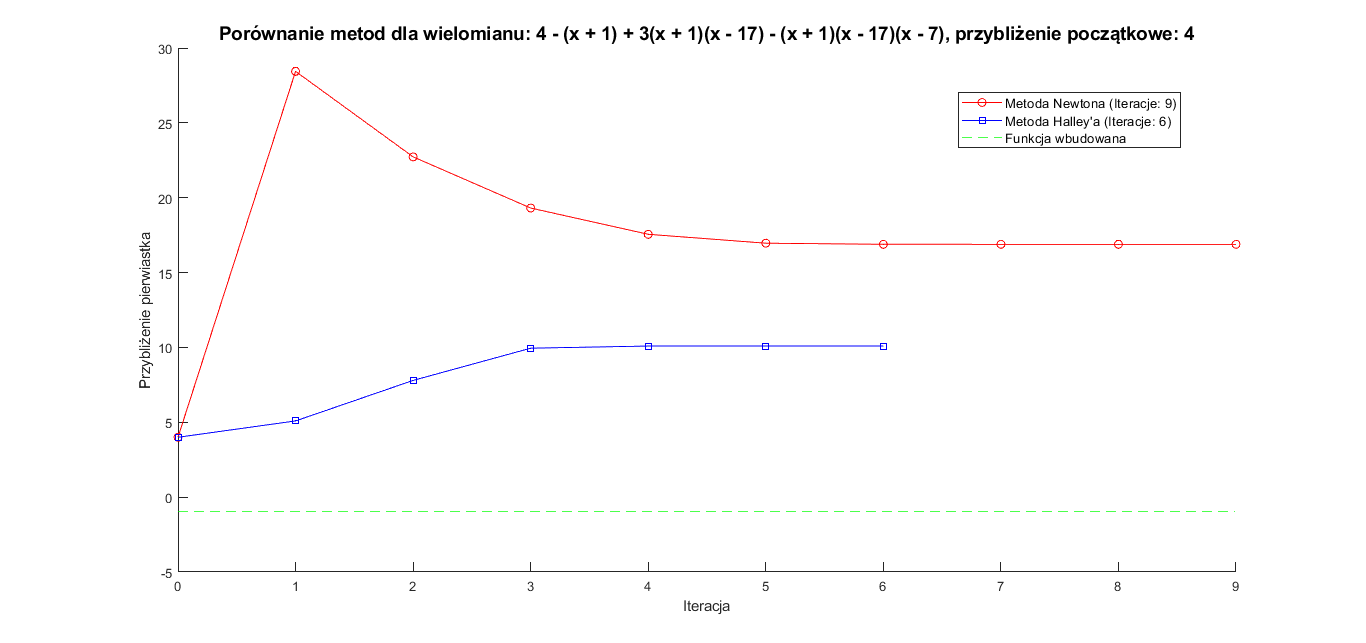 Porównanie metod dla wielomianu: 4 - (x + 1) + 3(x + 1)(x - 17) - (x + 1)(x - 17)(x - 7), przybliżenie początkowe: 4
30
25
20
15
10
5
0
-5
Przybliżenie pierwiastka
Metoda Newtona (Iteracje: 9)
Metoda Halley'a (Iteracje: 6)
Funkcja wbudowana
0 1 2 3 4 5 6 7 8 9
Iteracja